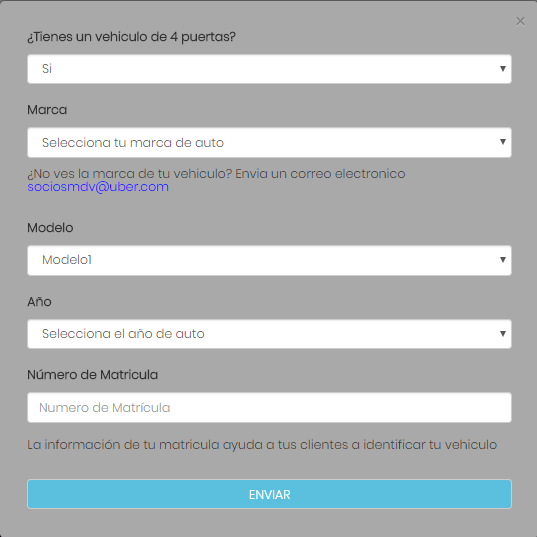 ×
¿Tienes un vehiculo de 4 puertas?
Si
Marca
Selecciona tu marca de auto
¿No ves la marca de tu vehiculo? Envia un correo electronico
sociosmdv@uber.com
Modelo
Modelo1
Año
Selecciona el año de auto
Número de Matricula
Numero de Matrícula
La información de tu matricula ayuda a tus clientes a identificar tu vehiculo
ENVIAR